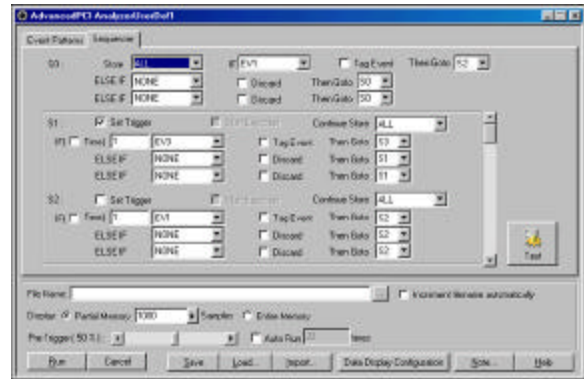 AdvancedPCI AnalyzerUserDef1
Event Patterns Sequencer
S0 Store ALL IF EV1 Tag Event Then Goto S2
ELSE IF NONE Discard Then Goto S0
ELSE IF NONE Discard Then Goto S0
S1 Set Trigger Continue Store ALL
IF( Time) 1 EV3 Tag Event Then Goto S3
ELSE IF NONE Discard Then Goto S1
ELSE IF NONE Discard Then Goto S1
S2 Set Trigger Continue Store ALL
IF( Time) 1 EV1 Tag Event Then Goto S2
ELSE IF NONE Discard Then Goto S2
ELSE IF NONE Discard Then Goto S2
Test
File Name: ... Increment filename automatically
Display: Partial Memory 1000 Samples Entire Memory
Pre Trigger( 50 %): Auto Run times
Run Cancel Save Load... Import... Data Display Configuration Note... Help